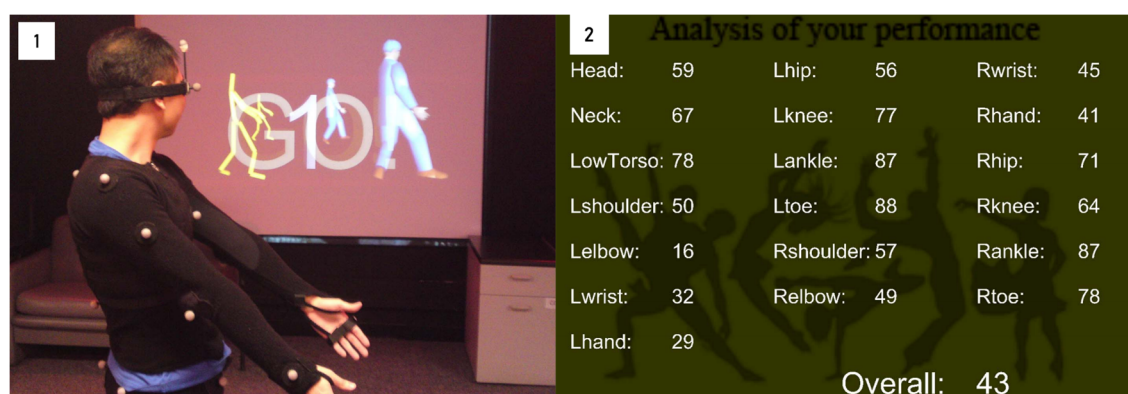 1
GO!
1
2
Analysis of your performance
Head: 59 Lhip: 56 Rwrist: 45
Neck: 67 Lknee: 77 Rhand: 41
LowTorso: 78 Lankle: 87 Rhip: 71
Lshoulder: 50 Ltoe: 88 Rknee: 64
Lelbow: 16 Rshoulder: 57 Rankle: 87
Lwrist: 32 Relbow: 49 Rtoe: 78
Lhand: 29
Overall: 43